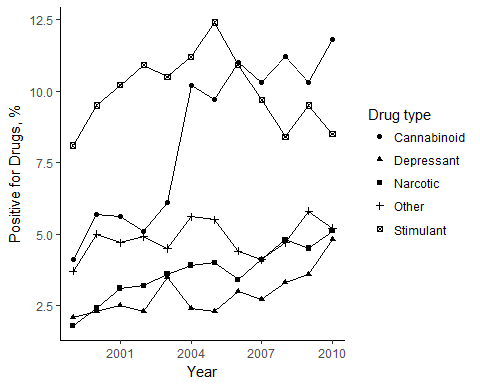 12.5
10.0
7.5
5.0
2.5
Positive for Drugs, %
2001 2004 2007 2010
Year
Drug type
Cannabinoid
Depressant
Narcotic
Other
Stimulant